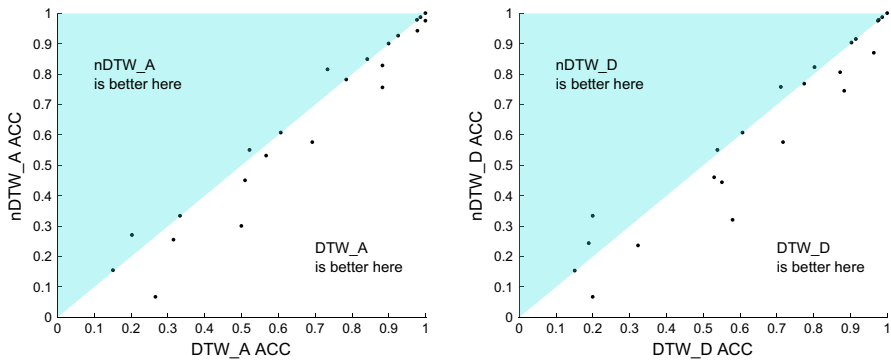 1
0.9
0.8
0.7
0.6
0.5
0.4
0.3
0.2
0.1
0
nDTW_A ACC
nDTW_A
is better here
DTW_A
is better here
0 0.1 0.2 0.3 0.4 0.5 0.6 0.7 0.8 0.9 1
DTW_A ACC
1
0.9
0.8
0.7
0.6
0.5
0.4
0.3
0.2
0.1
0
nDTW_D ACC
nDTW_D
is better here
DTW_D
is better here
0 0.1 0.2 0.3 0.4 0.5 0.6 0.7 0.8 0.9 1
DTW_D ACC